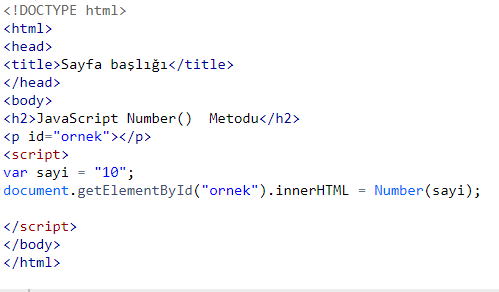 <!DOCTYPE html>
<html>
<head>
<title>Sayfa başlığı</title>
</head>
<body>
<h2>JavaScript Number()  Metodu</h2>
<p id="ornek"></p>
<script>
var sayi = "10";
document.getElementById("ornek").innerHTML = Number(sayi);
</script>
</body>
</html>